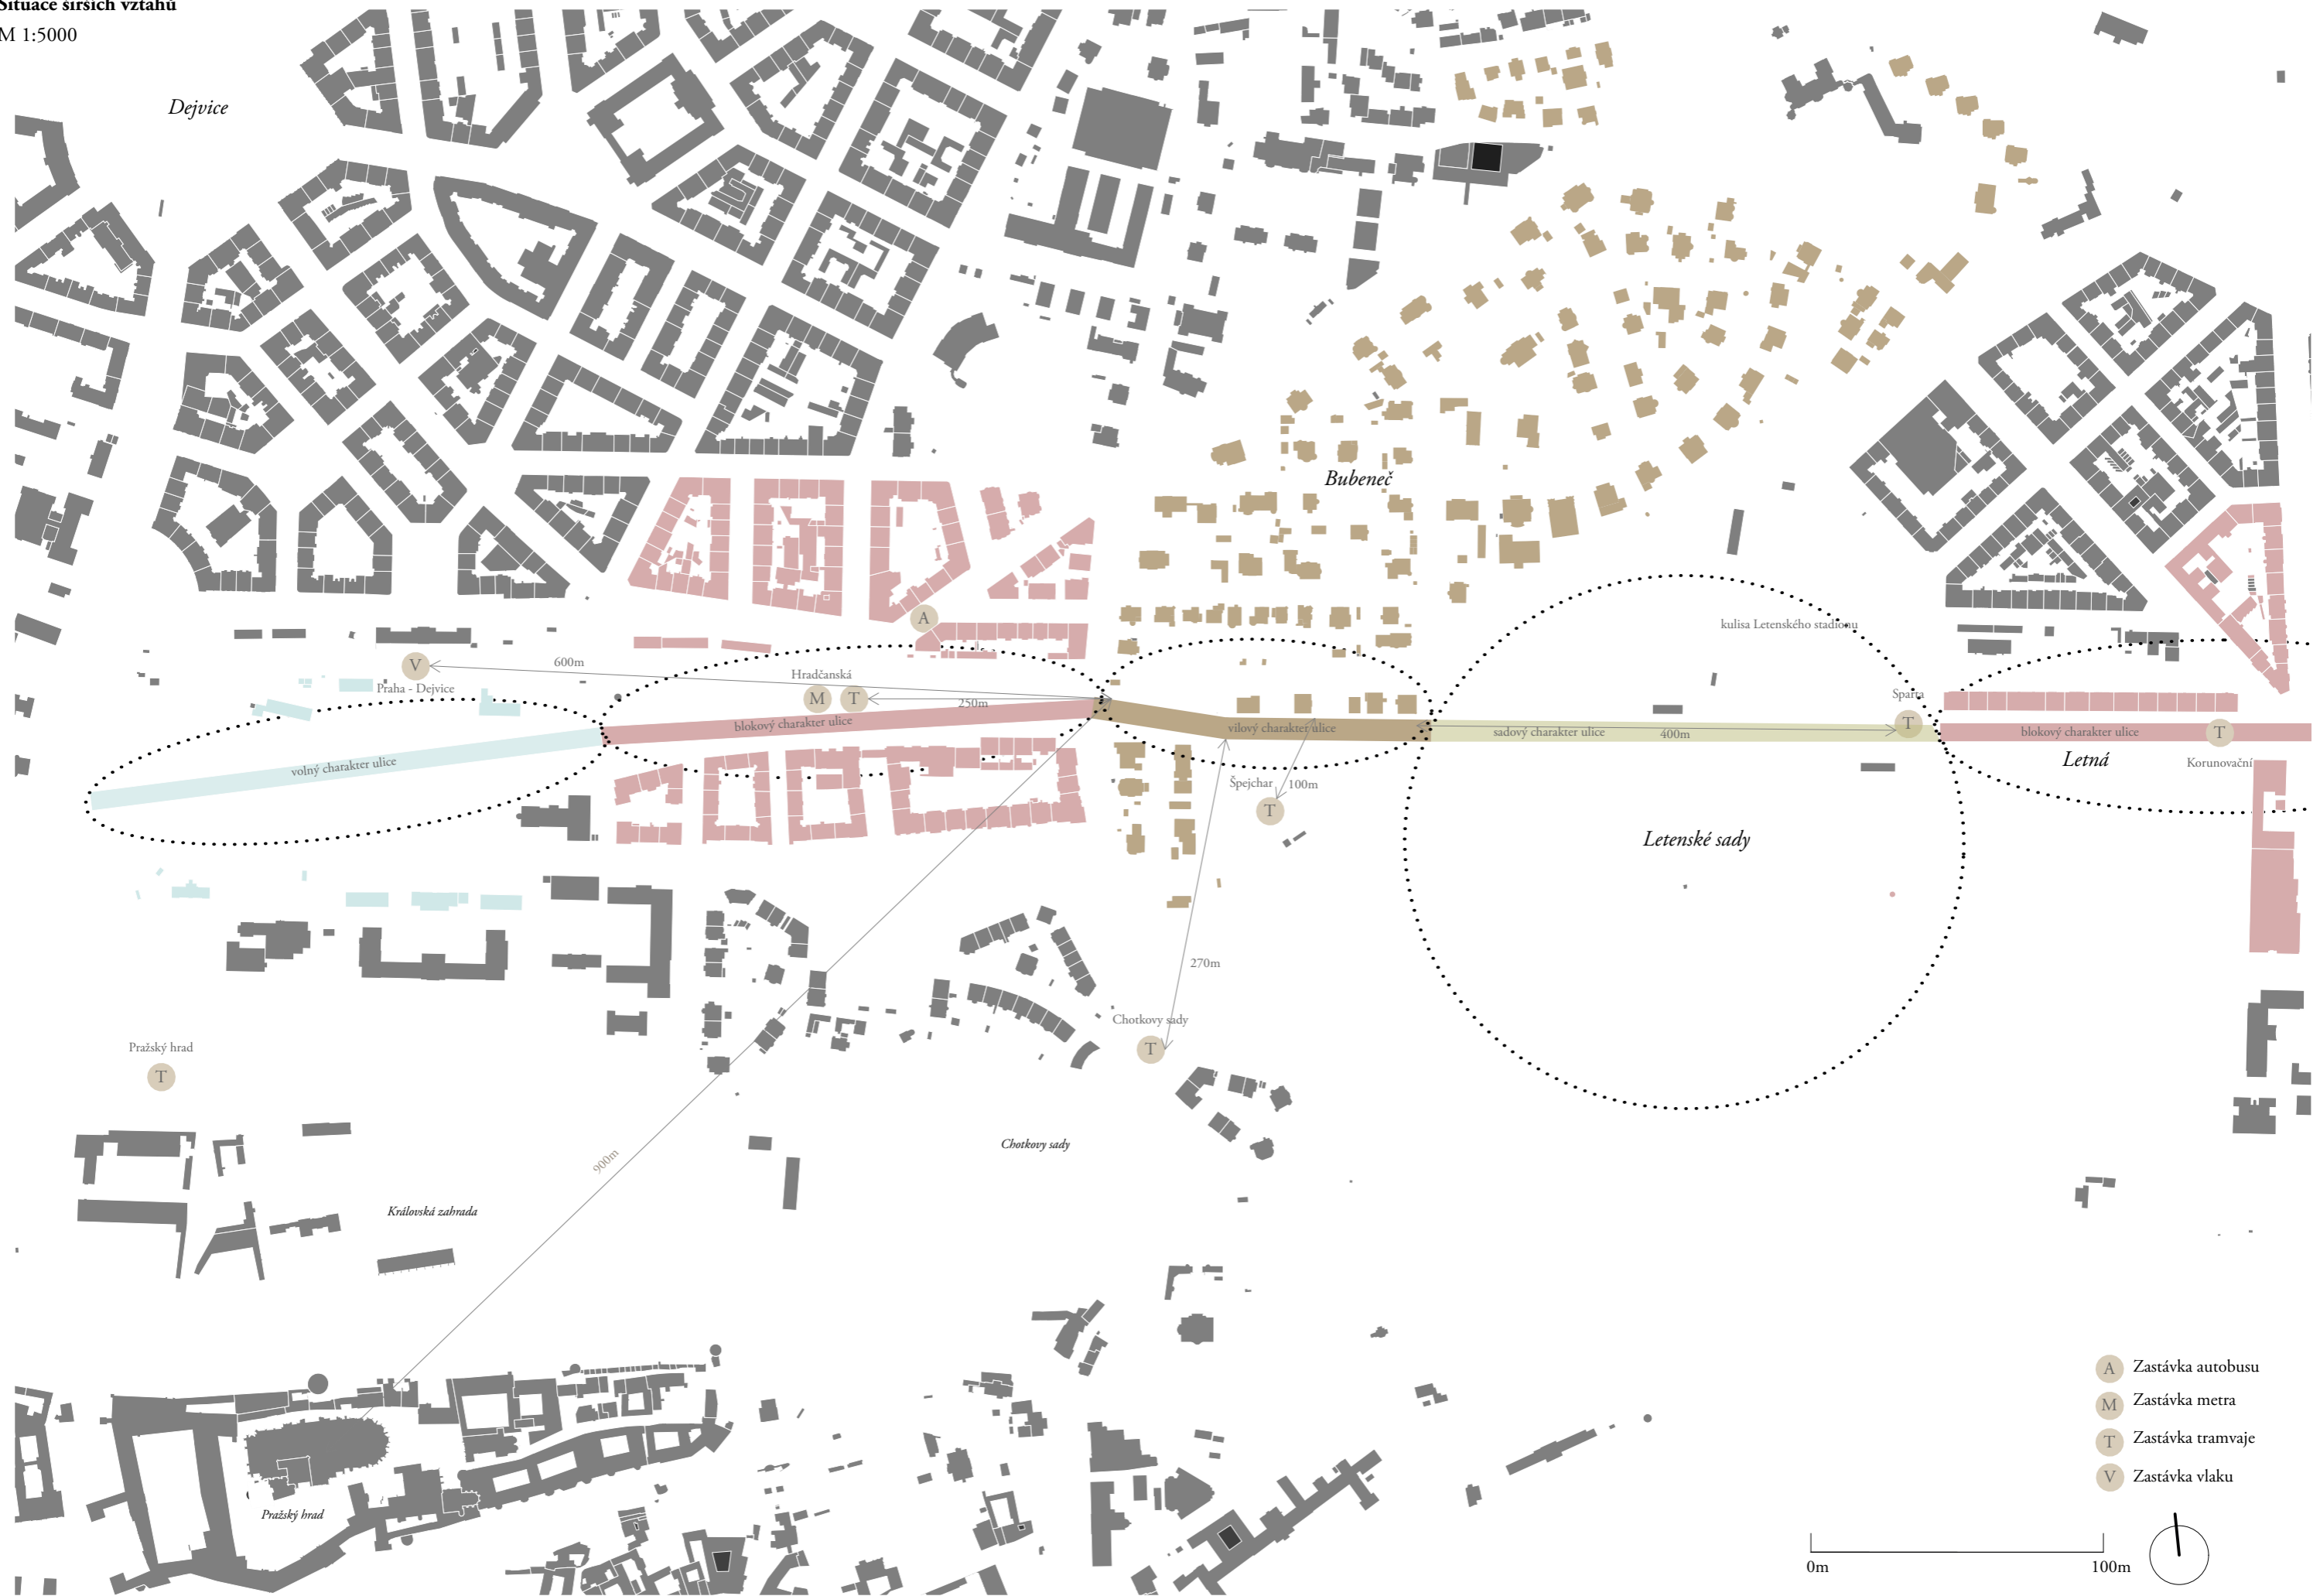 Situace širších vztahů
M 1:5000
Dejvice
Bubeneč
A
kulisa Letenského stadionu
V
600m
Hradčanská
Praha - Dejvice
M
T
250m
Sparta
T
blokový charakter ulice
vilový charakter ulice
sadový charakter ulice
400m
blokový charakter ulice
T
volný charakter ulice
Letná
Korunovační
Špejchar
100m
T
Letenské sady
270m
Chotkovy sady
T
Pražský hrad
T
Chotkovy sady
900m
Královská zahrada
Pražský hrad
A Zastávka autobusu
M Zastávka metra
T Zastávka tramvaje
V Zastávka vlaku
0m 100m